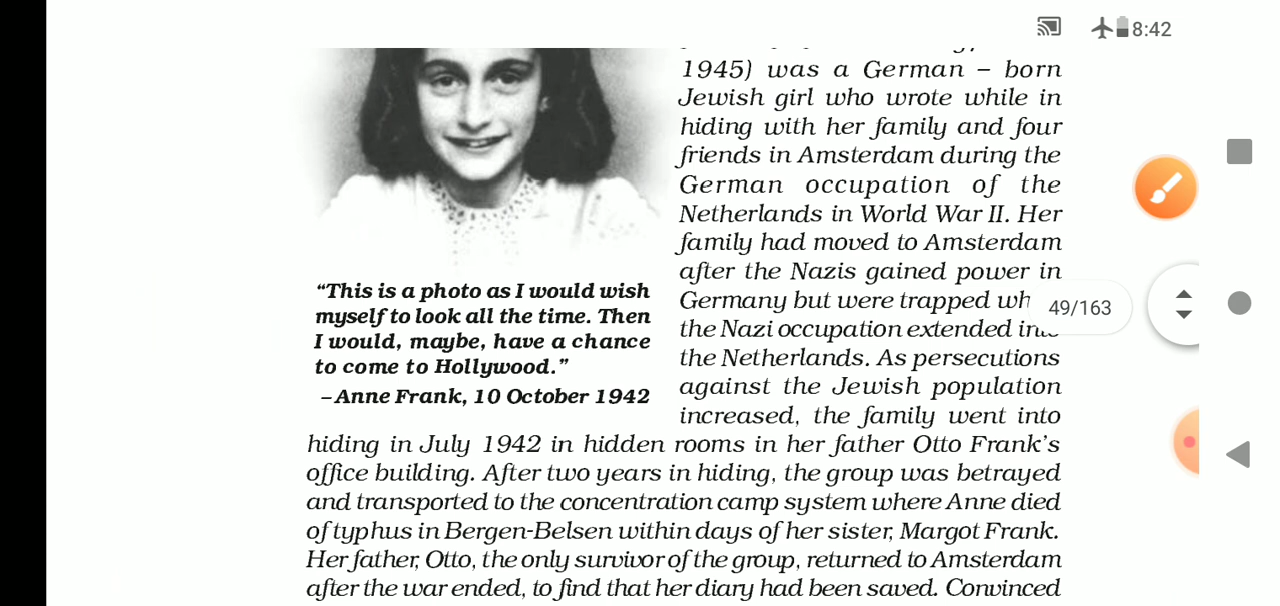 8:42
1945) was a German – born
Jewish girl who wrote while in
hiding with her family and four
friends in Amsterdam during the
German occupation of the
Netherlands in World War II. Her
family had moved to Amsterdam
after the Nazis gained power in
Germany but were trapped wh
the Nazi occupation extended in
the Netherlands. As persecutions
against the Jewish population
increased, the family went into
hiding in July 1942 in hidden rooms in her father Otto Frank's
office building. After two years in hiding, the group was betrayed
and transported to the concentration camp system where Anne died
of typhus in Bergen-Belsen within days of her sister, Margot Frank.
Her father, Otto, the only survivor of the group, returned to Amsterdam
after the war ended, to find that her diary had been saved. Convinced
“This is a photo as I would wish
myself to look all the time. Then
I would, maybe, have a chance
to come to Hollywood.”
– Anne Frank, 10 October 1942
49/163